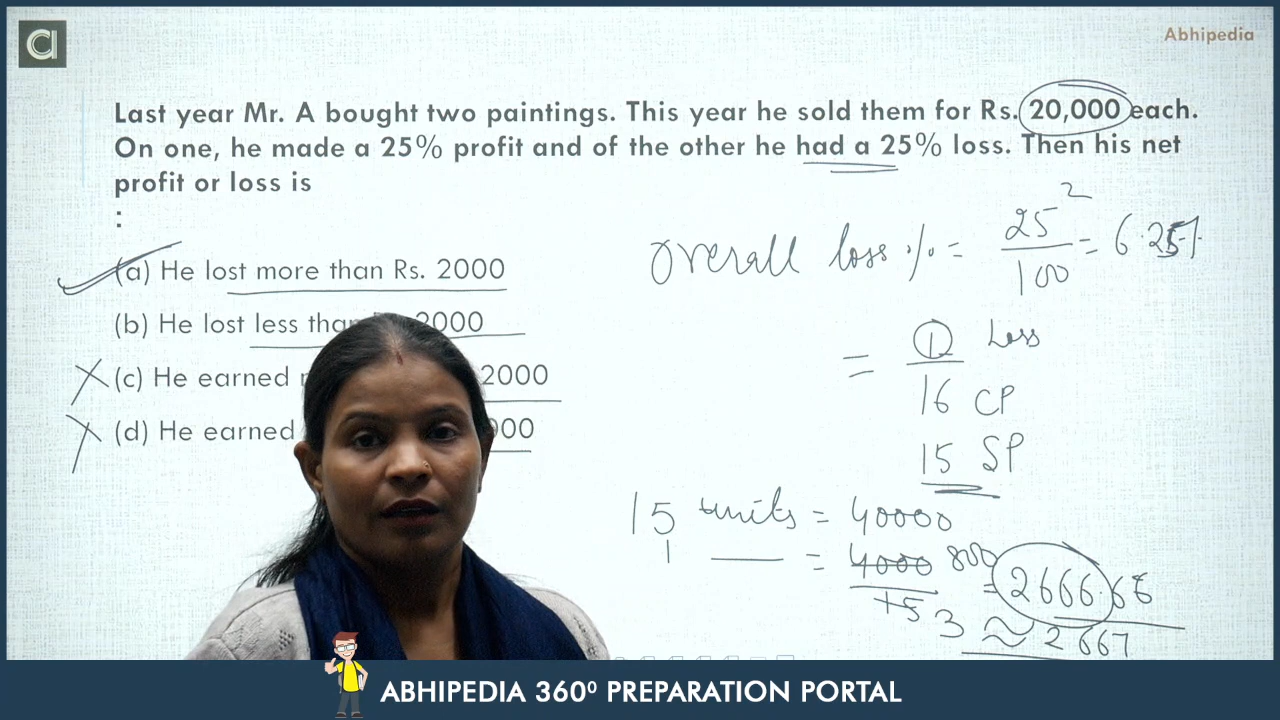 Abhipedia
Last year Mr. A bought two paintings. This year he sold them for Rs. 20,000 each.
On one, he made a 25% profit and of the other he had a 25% loss. Then his net
profit or loss is
:
(a) He lost more than Rs. 2000
(b) He lost less than 2000
(c) He earned 2000
(d) He earned 00
Overall loss % = 25²/100 = 6.25%
= 1/16 Loss CP
15 SP
15 units = 40000
1 — = 4000 800 / 15 3 = 2666.66
≈ 2667
ABHIPEDIA 360⁰ PREPARATION PORTAL